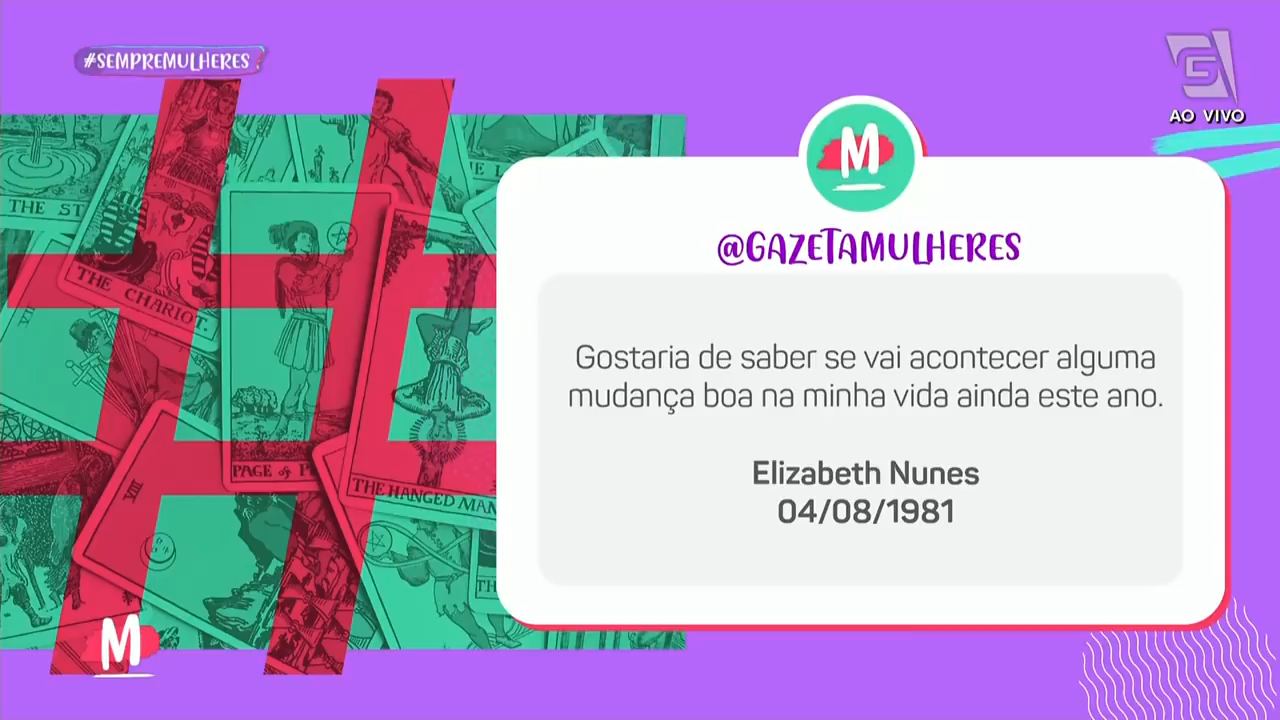 #SEMPREMULHERES
G
AO VIVO
M
@GAZETAMULHERES
Gostaria de saber se vai acontecer alguma
mudança boa na minha vida ainda este ano.
Elizabeth Nunes
04/08/1981
THE CHARIOT.
PAGE of
THE HANGED MAN
VIII
M